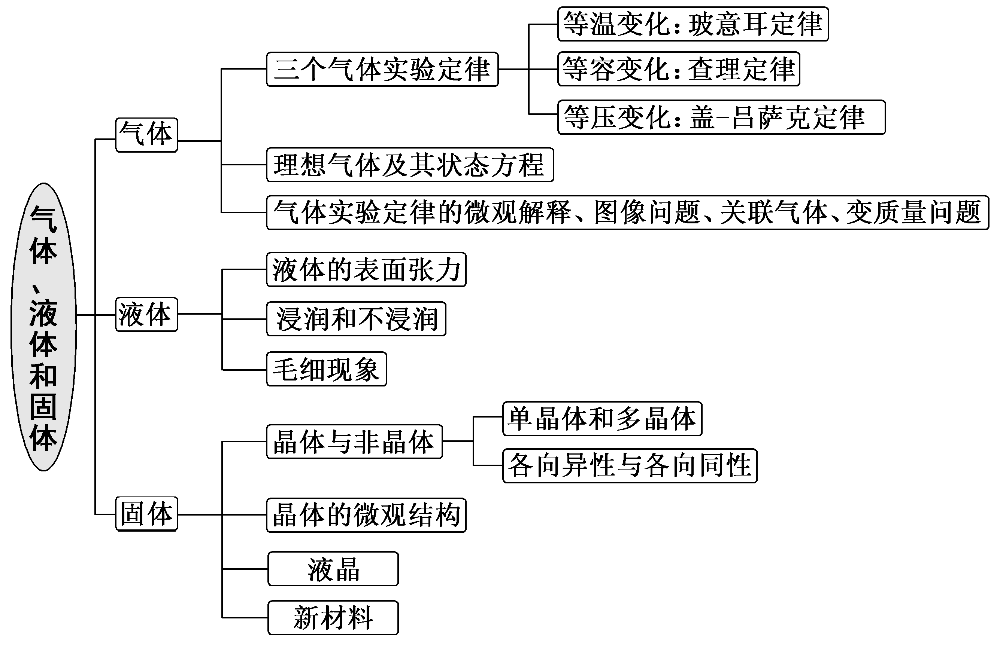 气体、液体和固体
气体
三个气体实验定律
等温变化:玻意耳定律
等容变化:查理定律
等压变化:盖-吕萨克定律
理想气体及其状态方程
气体实验定律的微观解释、图像问题、关联气体、变质量问题
液体
液体的表面张力
浸润和不浸润
毛细现象
固体
晶体与非晶体
单晶体和多晶体
各向异性与各向同性
晶体的微观结构
液晶
新材料